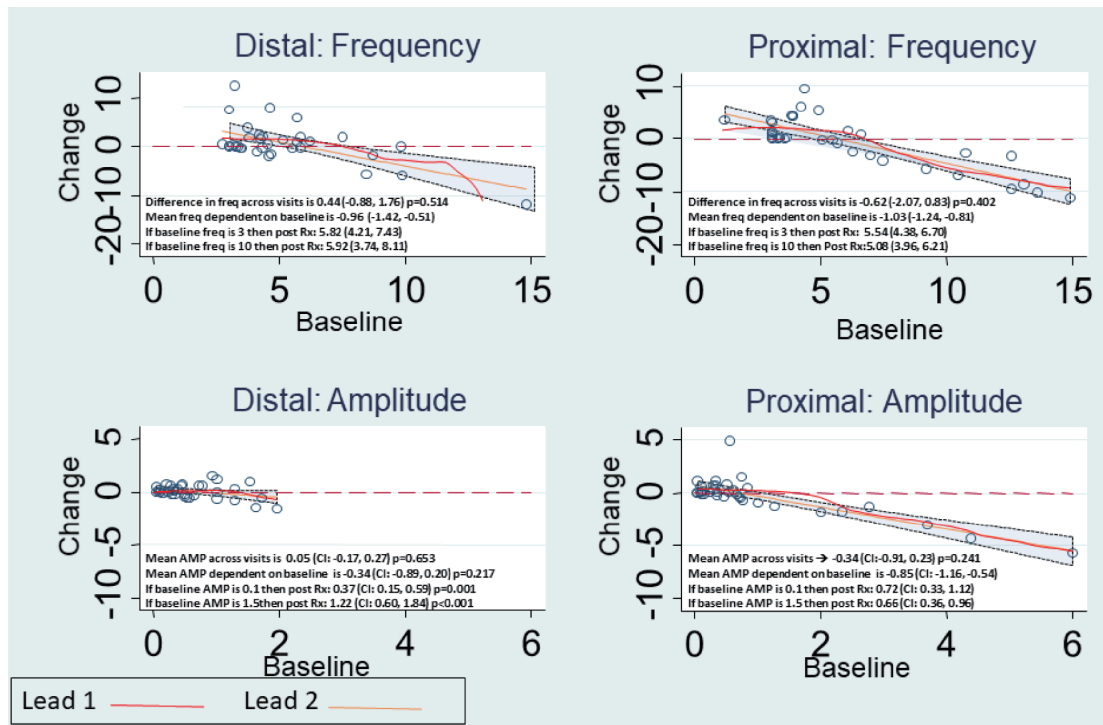 Distal: Frequency
Change
10
0
-10
-20
Difference in freq across visits is 0.44(-0.88, 1.76) p=0.514
Mean freq dependent on baseline is -0.96 (-1.42, -0.51)
If baseline freq is 3 then post Rx: 5.82 (4.21, 7.43)
If baseline freq is 10 then post Rx: 5.92 (3.74, 8.11)
0 5 10 15
Baseline
Proximal: Frequency
Change
10
0
-10
-20
Difference in freq across visits is -0.62(-2.07, 0.83) p=0.402
Mean freq dependent on baseline is -1.03 (-1.24, -0.81)
If baseline freq is 3 then post Rx: 5.54 (4.38, 6.70)
If baseline freq is 10 then Post Rx:5.08 (3.96, 6.21)
0 5 10 15
Baseline
Distal: Amplitude
Change
5
0
-5
-10
Mean AMP across visits is 0.05 (CI: -0.17, 0.27) p=0.653
Mean AMP dependent on baseline is -0.34 (CI: -0.89, 0.20) p=0.217
If baseline AMP is 0.1 then post Rx: 0.37 (CI: 0.15, 0.59) p=0.001
If baseline AMP is 1.5then post Rx: 1.22 (CI: 0.60, 1.84) p<0.001
0 2 4 6
Baseline
Proximal: Amplitude
Change
5
0
-5
-10
Mean AMP across visits → -0.34 (CI:-0.91, 0.23) p=0.241
Mean AMP dependent on baseline is -0.85(CI: -1.16, -0.54)
If baseline AMP is 0.1 then post Rx: 0.72 (CI: 0.33, 1.12)
If baseline AMP is 1.5 then post Rx: 0.66 (CI: 0.36, 0.96)
0 2 4 6
Baseline
Lead 1 Lead 2